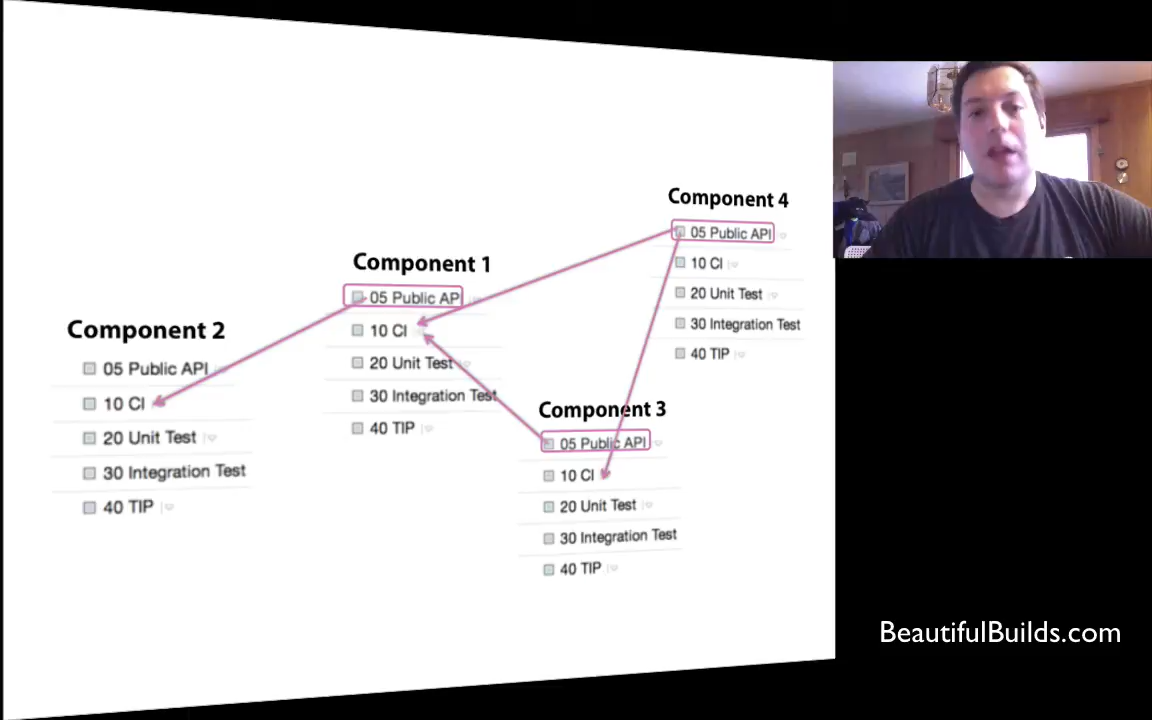 Component 4
05 Public API
10 CI
20 Unit Test
30 Integration Test
40 TIP
Component 1
05 Public AP
10 CI
20 Unit Test
30 Integration Test
40 TIP
Component 2
05 Public API
10 CI
20 Unit Test
30 Integration Test
40 TIP
Component 3
05 Public API
10 CI
20 Unit Test
30 Integration Test
40 TIP
BeautifulBuilds.com